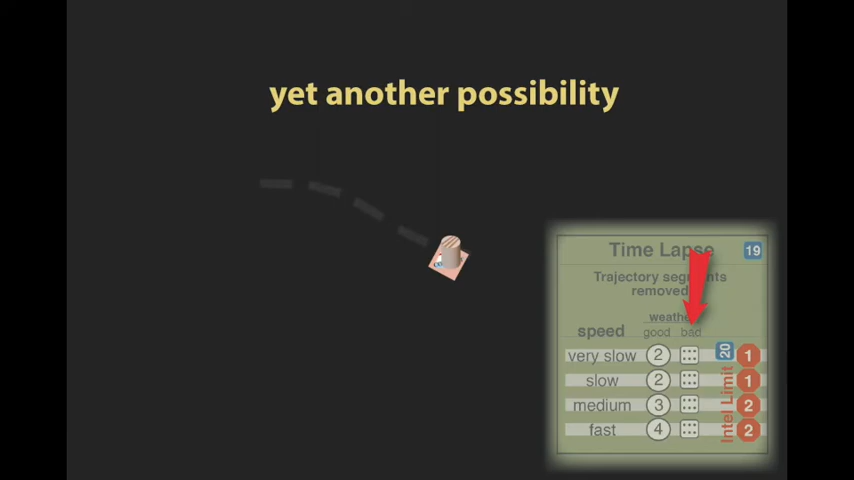 yet another possibility
Time Lapse 19
Trajectory segments
removed
weather
speed good bad
very slow 2 20 1
slow 2 1
medium 3 2
fast 4 2
Intel Limit